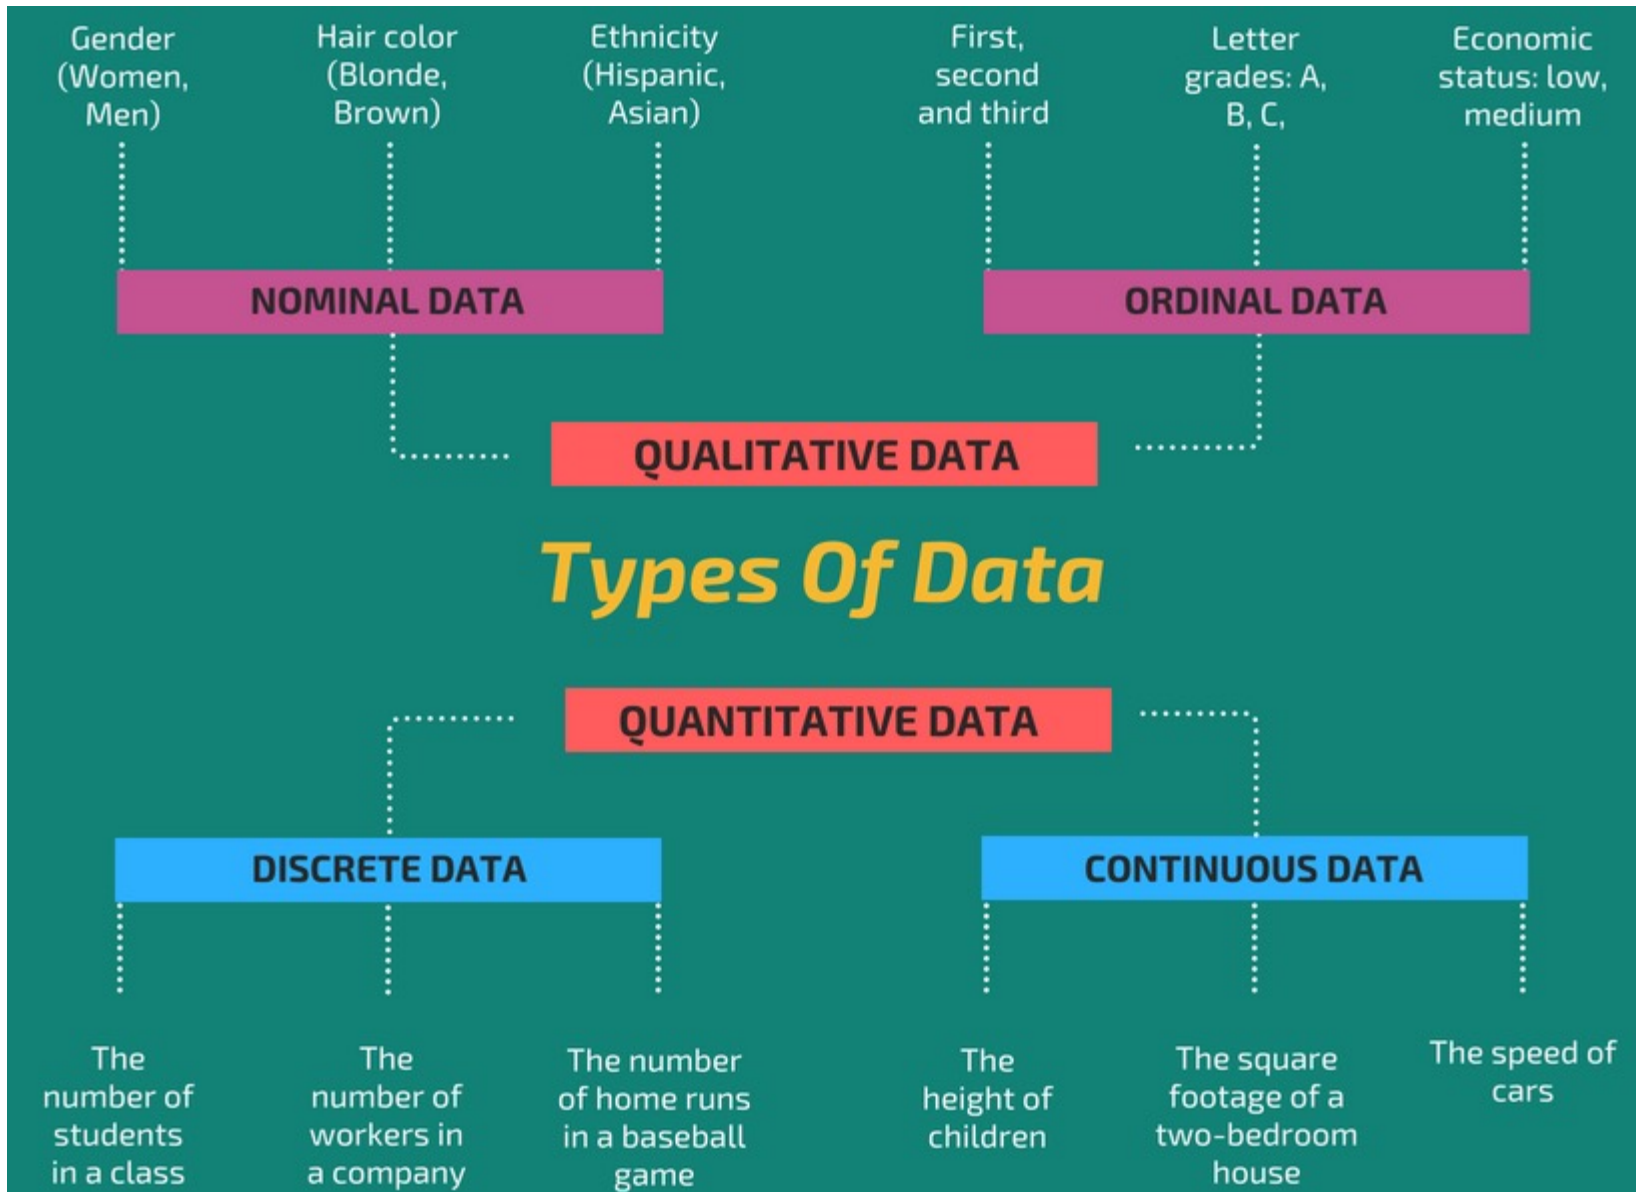 Gender
(Women,
Men)
Hair color
(Blonde,
Brown)
Ethnicity
(Hispanic,
Asian)
First,
second
and third
Letter
grades: A,
B, C,
Economic
status: low,
medium
NOMINAL DATA
ORDINAL DATA
QUALITATIVE DATA
Types Of Data
QUANTITATIVE DATA
DISCRETE DATA
CONTINUOUS DATA
The
number of
students
in a class
The
number of
workers in
a company
The number
of home runs
in a baseball
game
The
height of
children
The square
footage of a
two-bedroom
house
The speed of
cars